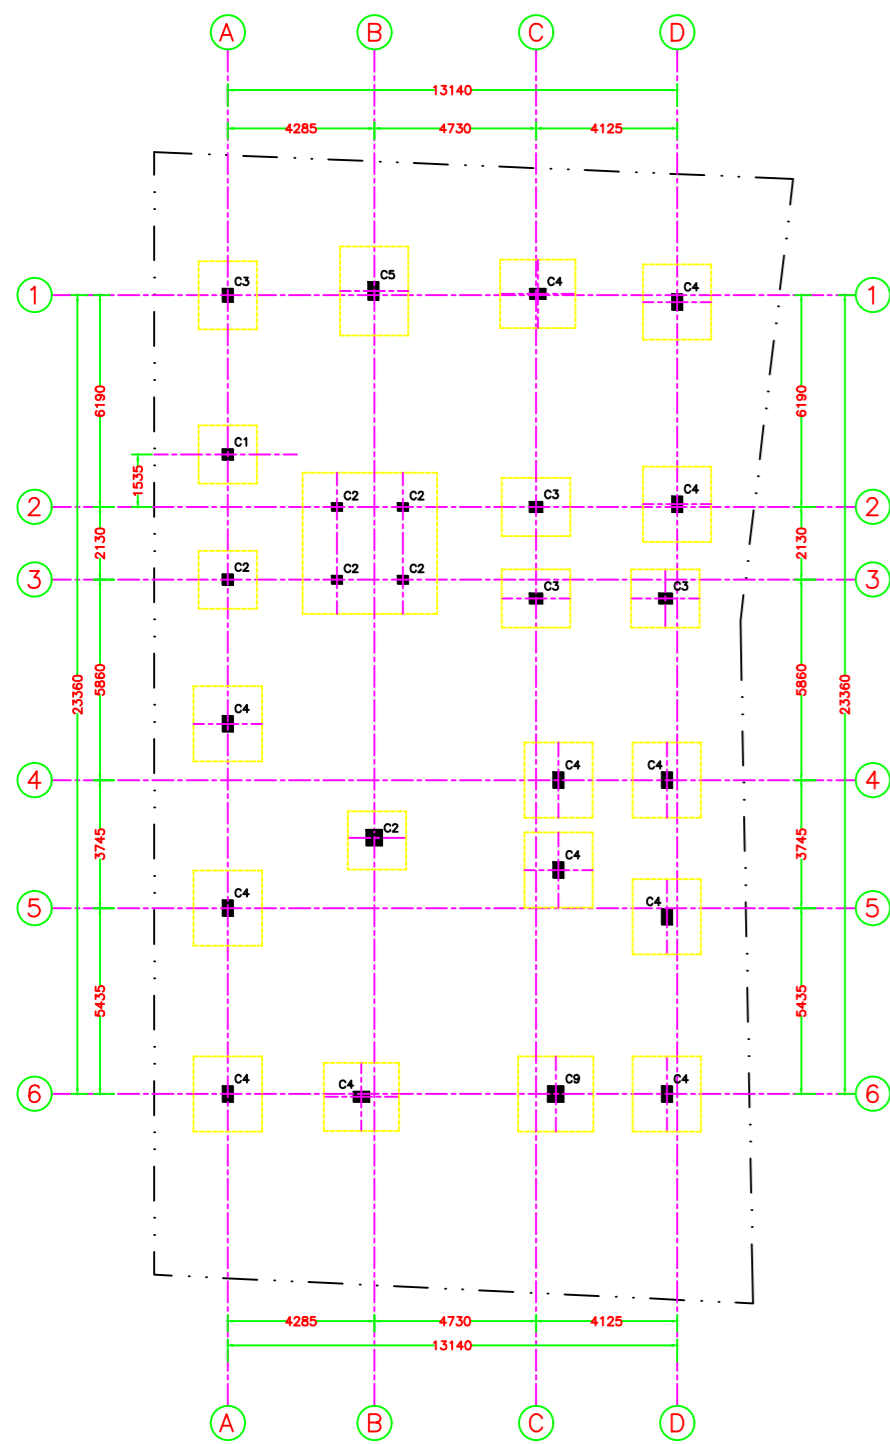 A B C D
13140
4285 4730 4125
C3 C5 C4 C4
1 1
6190 6190
C1
1535
C2 C2 C3 C4
2 2
2130 2130
C2 C2 C2 C3 C3
3 3
5860 5860
23360 23360
C4
C4 C4
4 4
3745 3745
C2
C4
C4 C4
5 5
5435 5435
C4 C4 C9 C4
6 6
4285 4730 4125
13140
A B C D